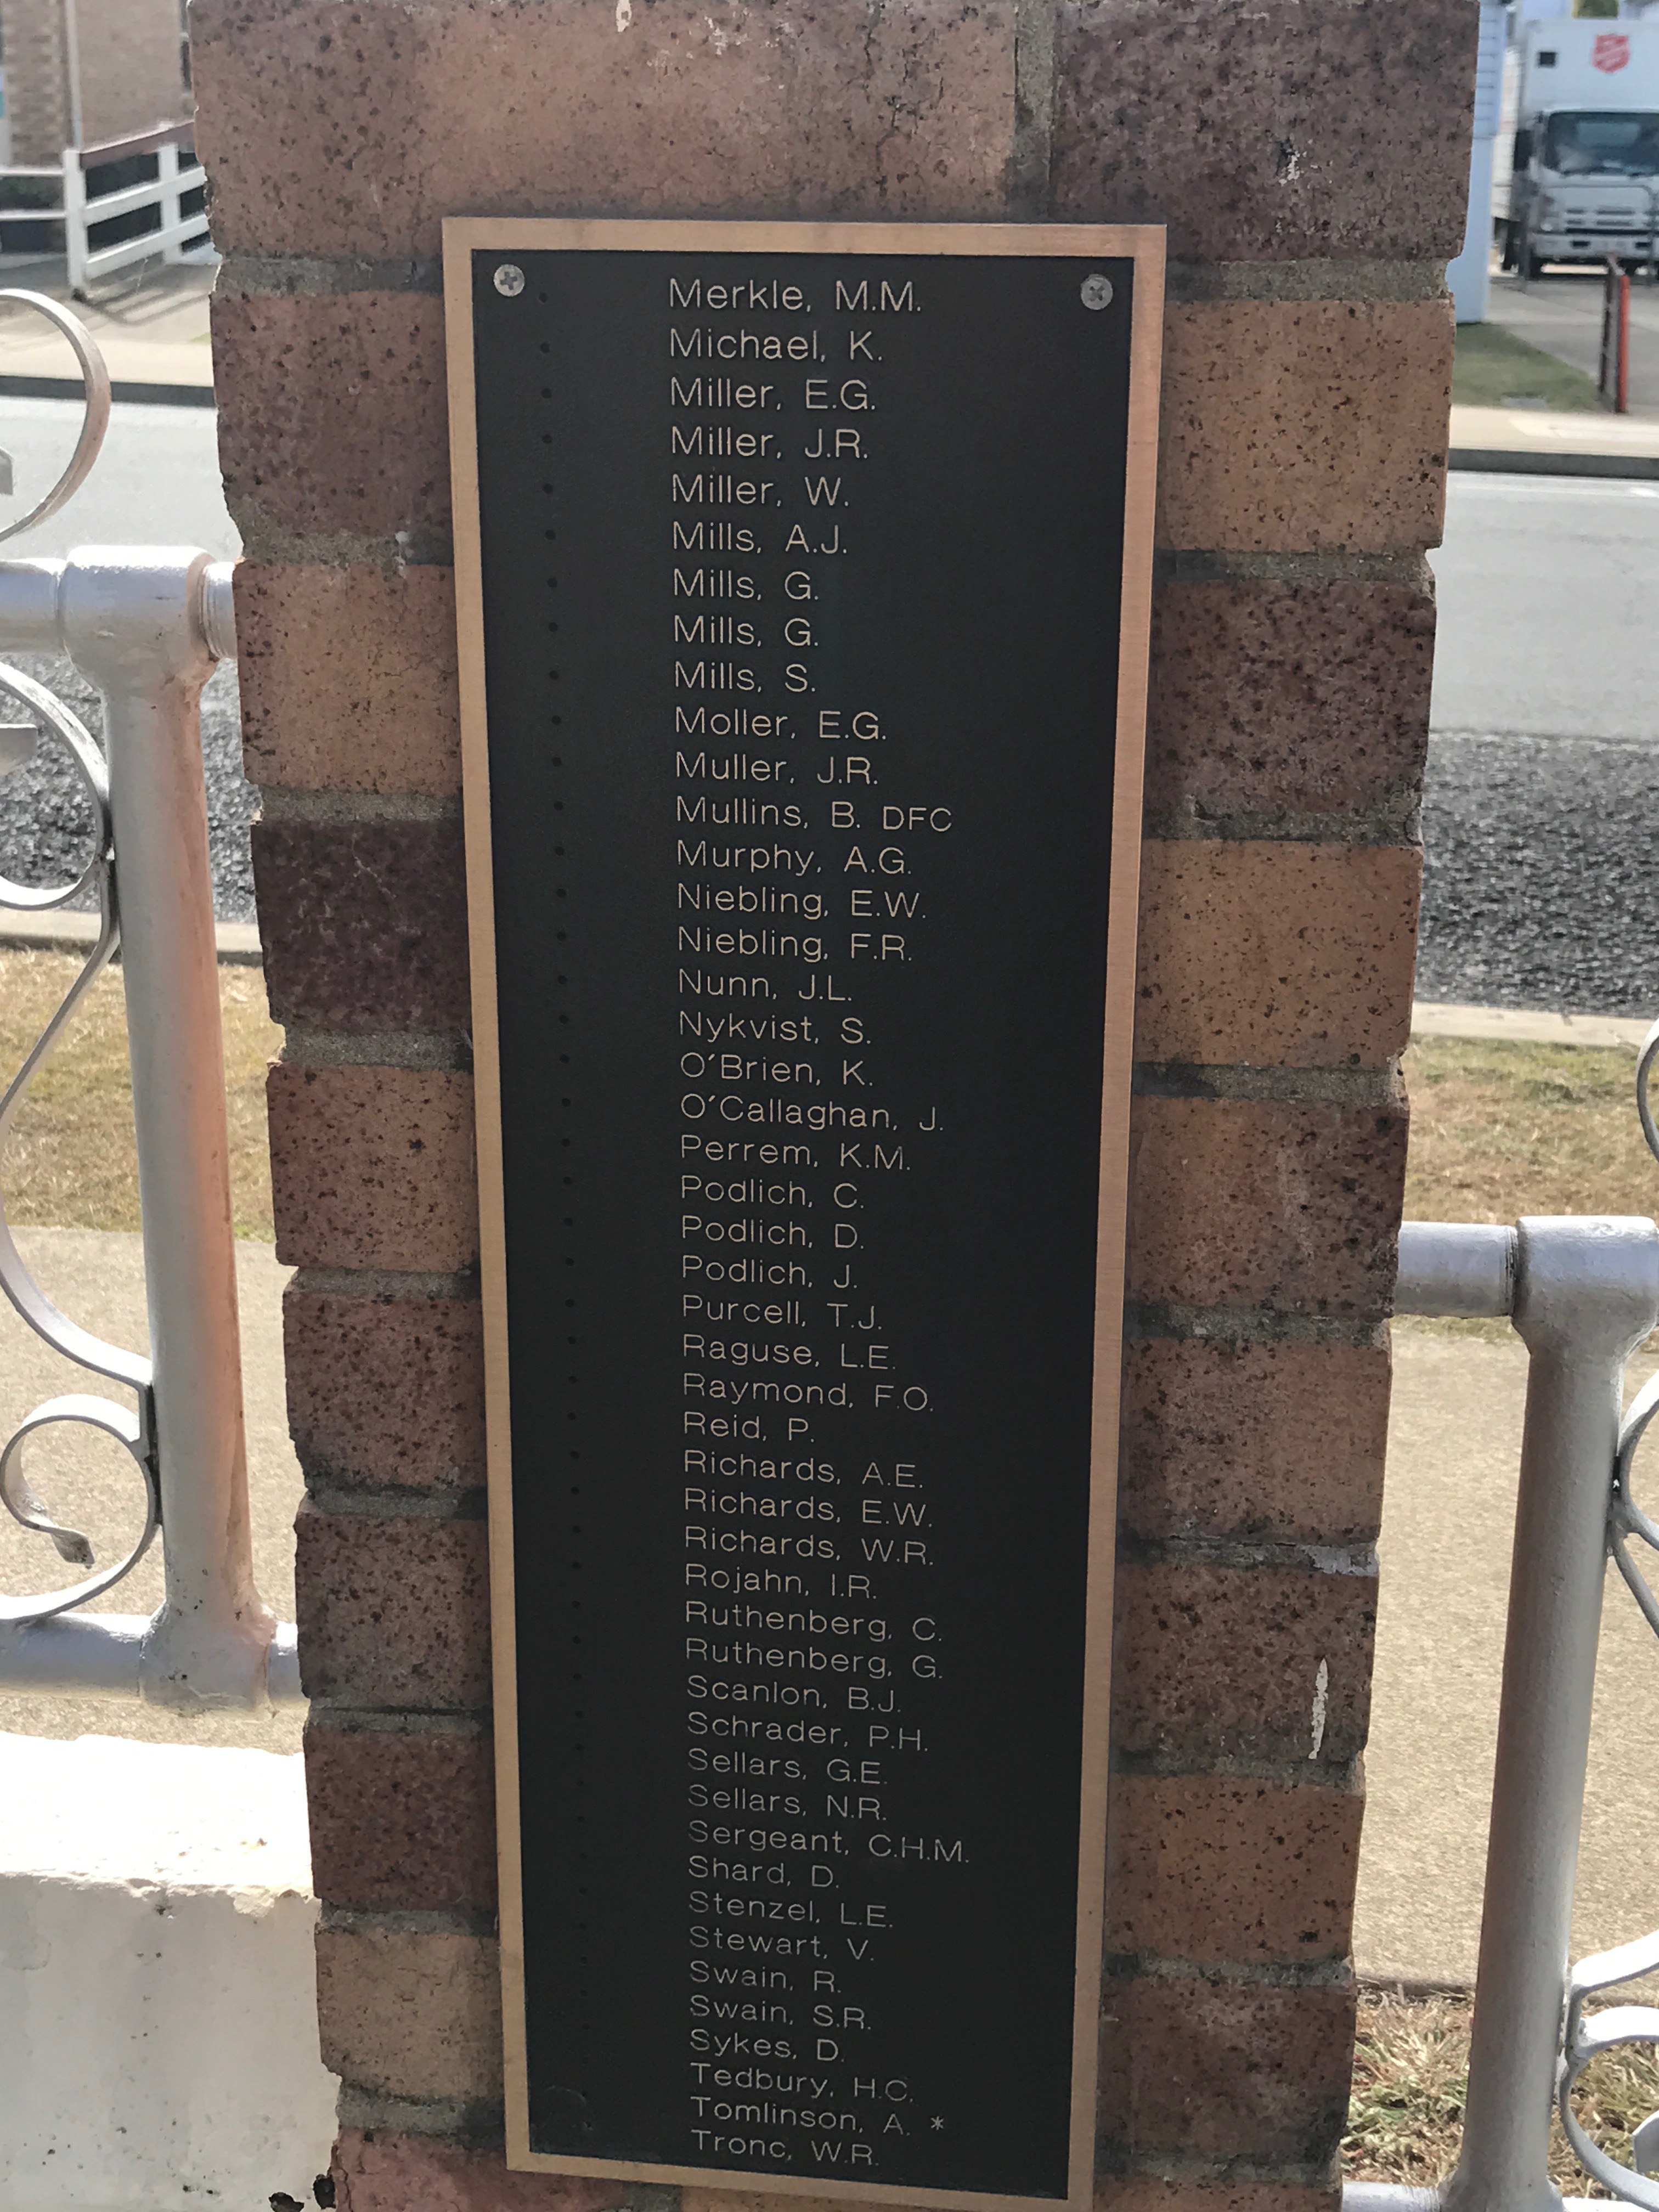 Merkle, M.M.
Michael, K.
Miller, E.G.
Miller, J.R.
Miller, W.
Mills, A.J.
Mills, G.
Mills, G.
Mills, S.
Moller, E.G.
Muller, J.R.
Mullins, B. DFC
Murphy, A.G.
Niebling, E.W.
Niebling, F.R.
Nunn, J.L.
Nykvist, S.
O'Brien, K.
O'Callaghan, J.
Perrem, K.M.
Podlich, C.
Podlich, D.
Podlich, J.
Purcell, T.J.
Raguse, L.E.
Raymond, F.O.
Reid, P.
Richards, A.E.
Richards, E.W.
Richards, W.R.
Rojahn, I.R.
Ruthenberg, C.
Ruthenberg, G.
Scanlon, B.J.
Schrader, P.H.
Sellars, G.E.
Sellars, N.R.
Sergeant, C.H.M.
Shard, D.
Stenzel, L.E.
Stewart, V.
Swain, R.
Swain, S.R.
Sykes, D.
Tedbury, H.C.
Tomlinson, A. *
Tronc, W.R.